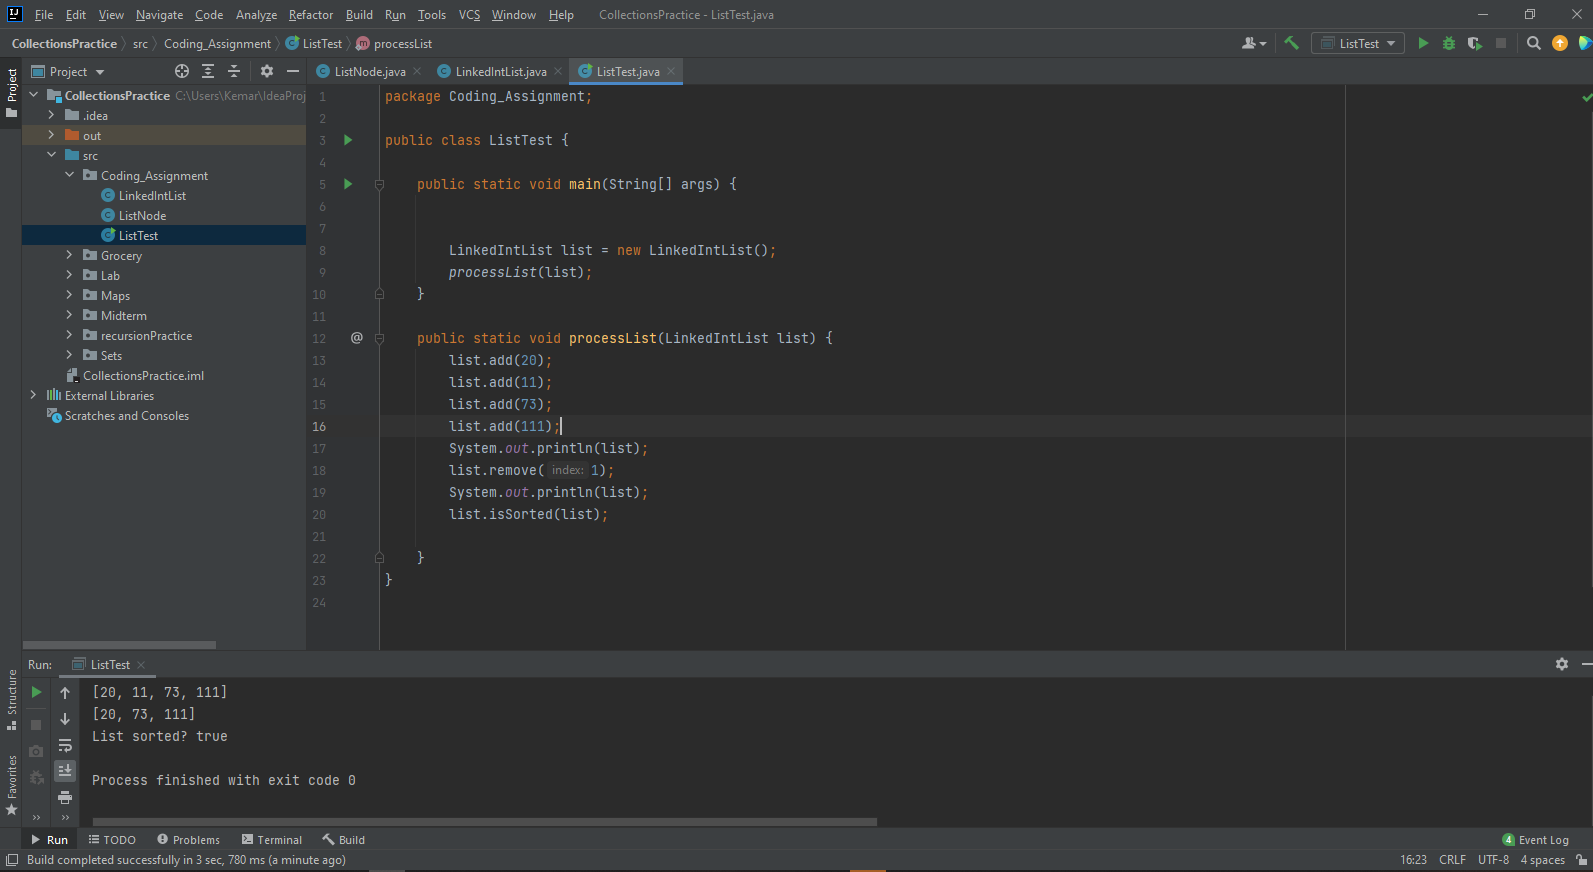 File Edit View Navigate Code Analyze Refactor Build Run Tools VCS Window Help CollectionsPractice - ListTest.java
CollectionsPractice src Coding_Assignment ListTest processList ListTest
Project ListNode.java LinkedIntList.java ListTest.java
Project
CollectionsPractice C:\Users\Kemar\IdeaProj
.idea
out
src
Coding_Assignment
LinkedIntList
ListNode
ListTest
Grocery
Lab
Maps
Midterm
recursionPractice
Sets
CollectionsPractice.iml
External Libraries
Scratches and Consoles
1 package Coding_Assignment;
2
3 public class ListTest {
4
5 public static void main(String[] args) {
6
7
8 LinkedIntList list = new LinkedIntList();
9 processList(list);
10 }
11
12 @ public static void processList(LinkedIntList list) {
13 list.add(20);
14 list.add(11);
15 list.add(73);
16 list.add(111);
17 System.out.println(list);
18 list.remove( index: 1);
19 System.out.println(list);
20 list.isSorted(list);
21
22 }
23 }
24
Run: ListTest
Structure
Favorites
[20, 11, 73, 111]
[20, 73, 111]
List sorted? true
Process finished with exit code 0
Run TODO Problems Terminal Build 4 Event Log
Build completed successfully in 3 sec, 780 ms (a minute ago) 16:23 CRLF UTF-8 4 spaces